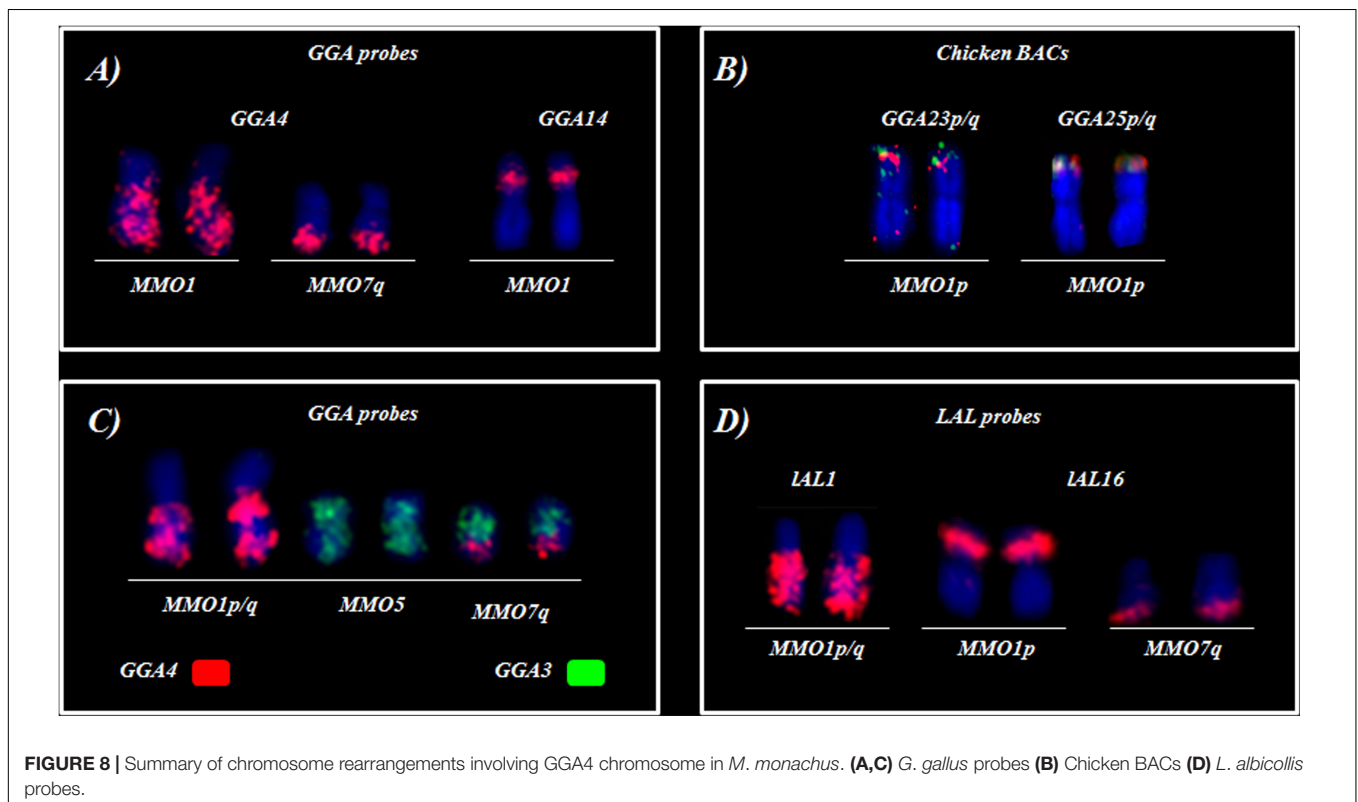 A)
GGA probes
GGA4 GGA14
MMO1 MMO7q MMO1
B)
Chicken BACs
GGA23p/q GGA25p/q
MMO1p MMO1p
C)
GGA probes
MMO1p/q MMO5 MMO7q
GGA4 GGA3
D)
LAL probes
lAL1 lAL16
MMO1p/q MMO1p MMO7q
FIGURE 8 | Summary of chromosome rearrangements involving GGA4 chromosome in M. monachus. (A,C) G. gallus probes (B) Chicken BACs (D) L. albicollis
probes.